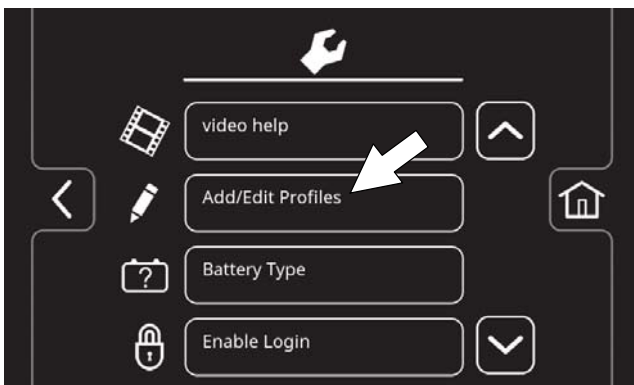 video help
Add/Edit Profiles
?
Battery Type
Enable Login